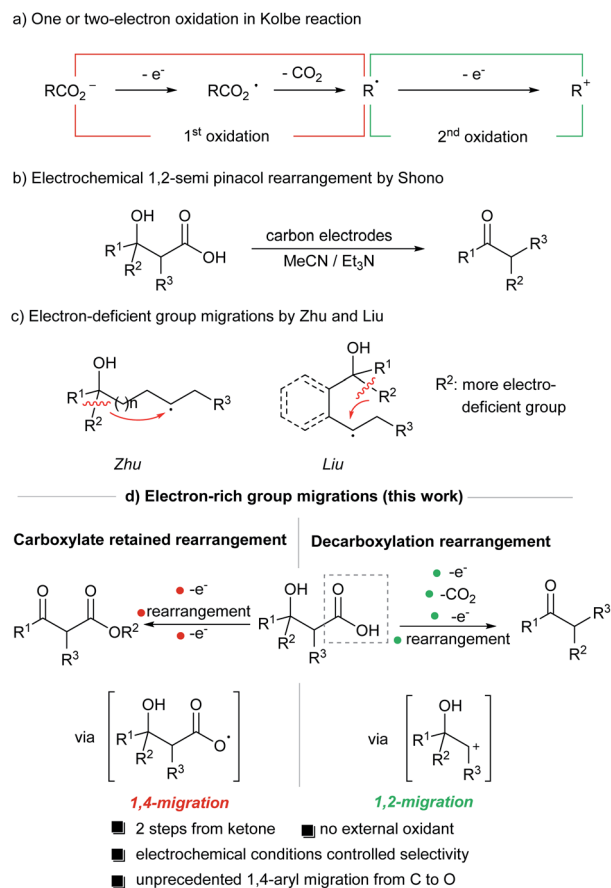 a) One or two-electron oxidation in Kolbe reaction
- e⁻ - CO₂ - e⁻
RCO₂⁻ RCO₂• R• R⁺
1st oxidation 2nd oxidation
b) Electrochemical 1,2-semi pinacol rearrangement by Shono
OH O O
R¹ R² R³ OH carbon electrodes R¹ R³
MeCN / Et₃N R²
c) Electron-deficient group migrations by Zhu and Liu
OH OH
R¹ R² ( )n R³ R¹ R² R³ R²: more electro-
deficient group
Zhu Liu
d) Electron-rich group migrations (this work)
Carboxylate retained rearrangement Decarboxylation rearrangement
O O -e⁻ OH O -e⁻ O
R¹ OR² rearrangement R¹ OH -CO₂ R¹ R³
R³ -e⁻ R² R³ -e⁻ R²
rearrangement
OH O OH
via R¹ R² R³ O• via R¹ R² + R³
1,4-migration 1,2-migration
2 steps from ketone no external oxidant
electrochemical conditions controlled selectivity
unprecedented 1,4-aryl migration from C to O